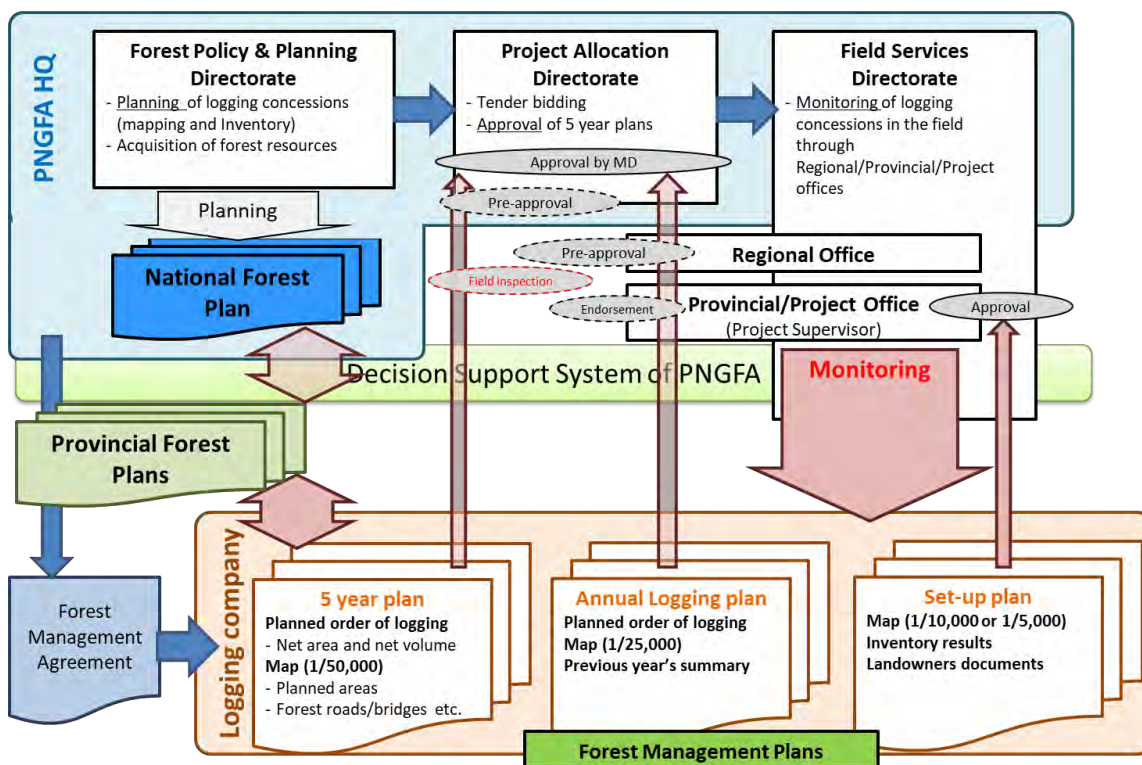 PNGFA HQ
Forest Policy & Planning
Directorate
- Planning of logging concessions
(mapping and Inventory)
- Acquisition of forest resources
Project Allocation
Directorate
- Tender bidding
- Approval of 5 year plans
Field Services
Directorate
- Monitoring of logging
concessions in the field
through
Regional/Provincial/Project
offices
Approval by MD
Pre-approval
Planning
National Forest
Plan
Pre-approval
Regional Office
Field inspection
Endorsement
Provincial/Project Office
(Project Supervisor)
Approval
Decision Support System of PNGFA
Monitoring
Provincial Forest
Plans
Forest
Management
Agreement
Logging company
5 year plan
Planned order of logging
- Net area and net volume
Map (1/50,000)
- Planned areas
- Forest roads/bridges etc.
Annual Logging plan
Planned order of logging
Map (1/25,000)
Previous year's summary
Set-up plan
Map (1/10,000 or 1/5,000)
Inventory results
Landowners documents
Forest Management Plans